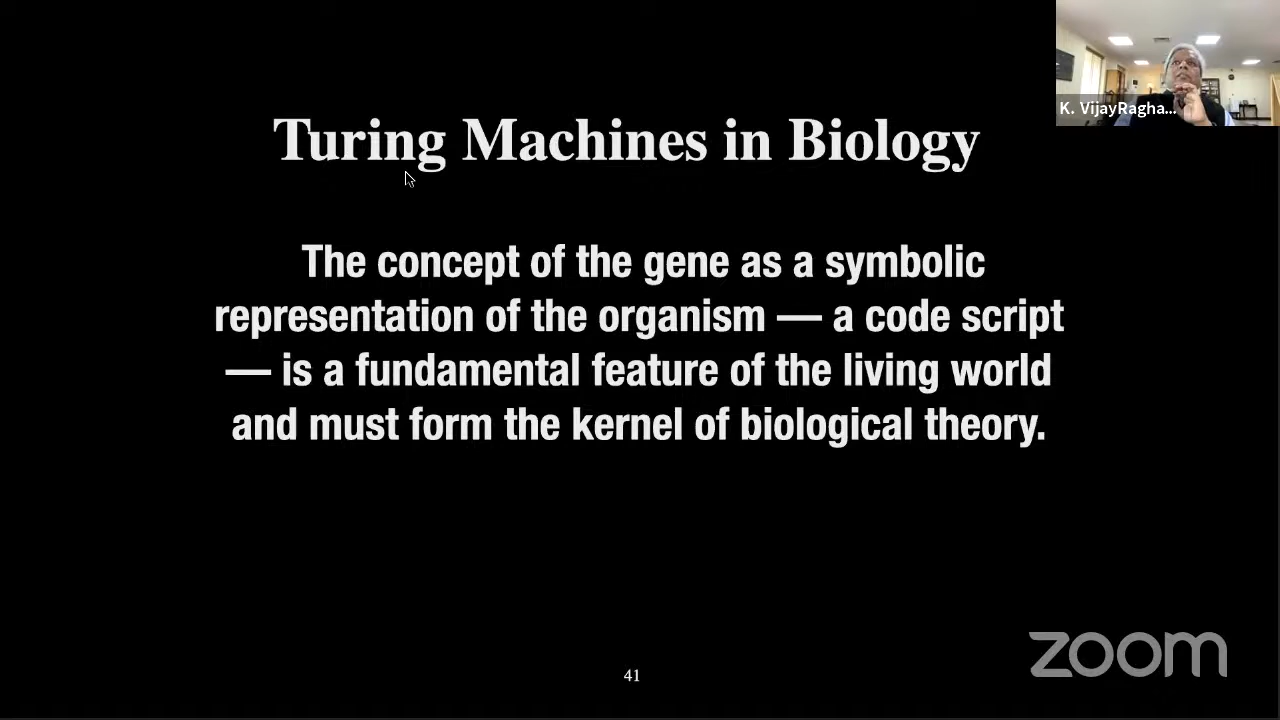 K. VijayRagha...
Turing Machines in Biology
The concept of the gene as a symbolic
representation of the organism — a code script
— is a fundamental feature of the living world
and must form the kernel of biological theory.
zoom
41